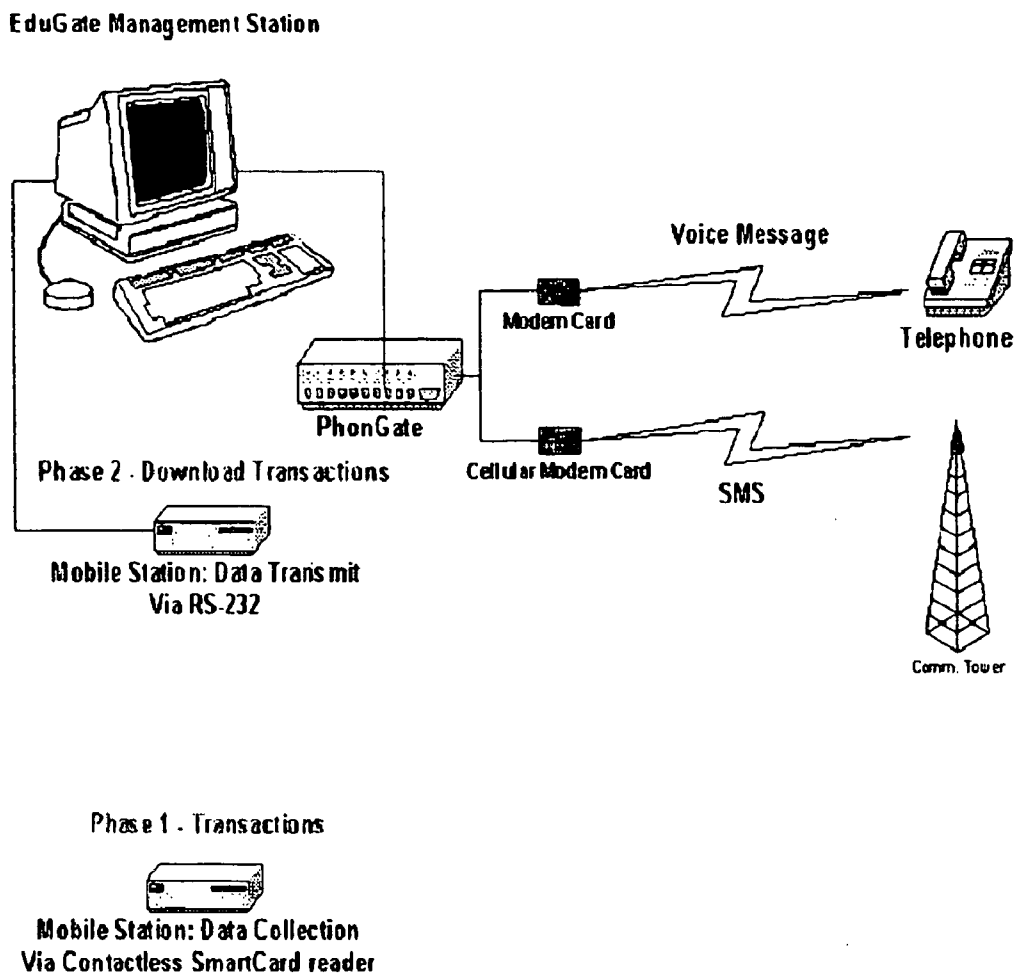 EduGate Management Station
Voice Message
Modem Card
Telephone
PhonGate
Cellular Modem Card
SMS
Phase 2 - Download Transactions
Mobile Station: Data Transmit
Via RS-232
Comm. Tower
Phase 1 - Transactions
Mobile Station: Data Collection
Via Contactless SmartCard reader